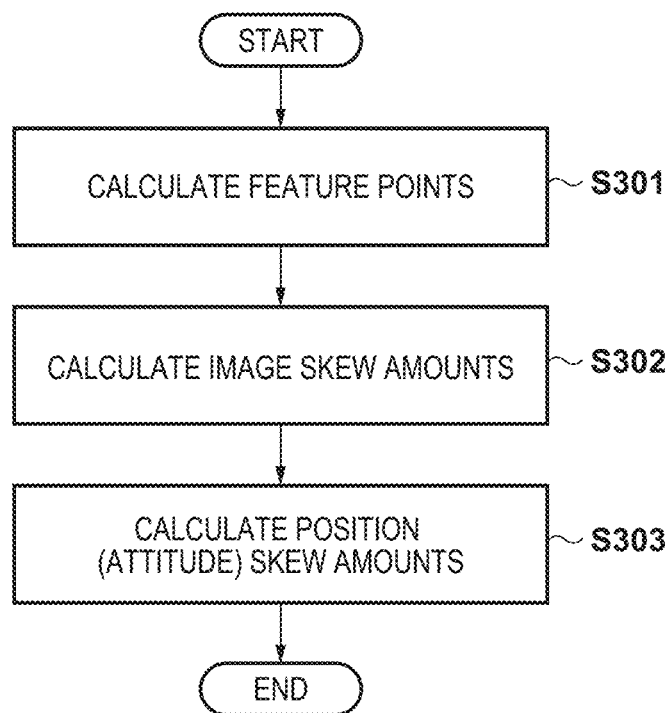 START
CALCULATE FEATURE POINTS
S301
CALCULATE IMAGE SKEW AMOUNTS
S302
CALCULATE POSITION
(ATTITUDE) SKEW AMOUNTS
S303
END